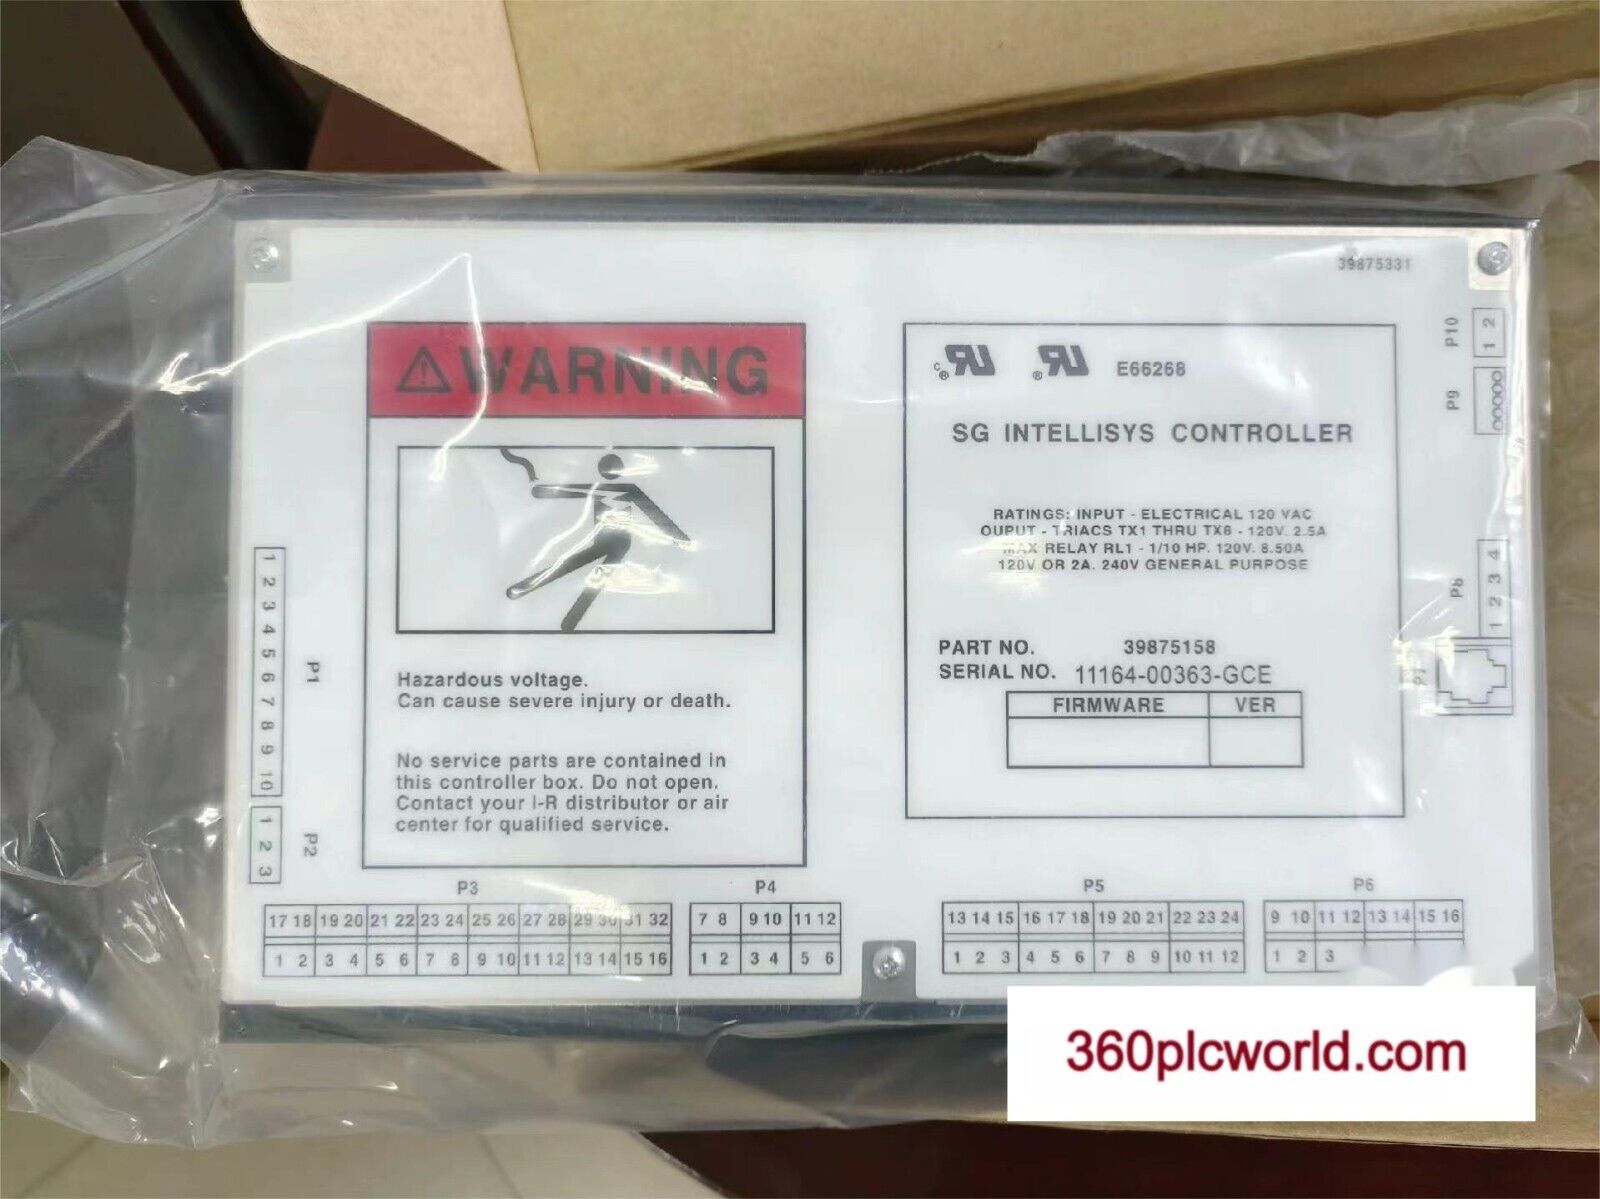 39875331
WARNING
Hazardous voltage.
Can cause severe injury or death.
No service parts are contained in
this controller box. Do not open.
Contact your I-R distributor or air
center for qualified service.
E66268
SG INTELLISYS CONTROLLER
RATINGS: INPUT - ELECTRICAL 120 VAC
OUPUT - TRIACS TX1 THRU TX8 - 120V. 2.5A
MAX RELAY RL1 - 1/10 HP. 120V. 8.50A
120V OR 2A. 240V GENERAL PURPOSE
PART NO. 39875158
SERIAL NO. 11164-00363-GCE
FIRMWARE VER
P10
1 2
P9
00000
P8
1 2 3 4
P7
P1
1 2 3 4 5 6 7 8 9 10
P2
1 2 3
P3
17 18 19 20 21 22 23 24 25 26 27 28 29 30 31 32
1 2 3 4 5 6 7 8 9 10 11 12 13 14 15 16
P4
7 8 9 10 11 12
1 2 3 4 5 6
P5
13 14 15 16 17 18 19 20 21 22 23 24
1 2 3 4 5 6 7 8 9 10 11 12
P6
9 10 11 12 13 14 15 16
1 2 3
360plcworld.com